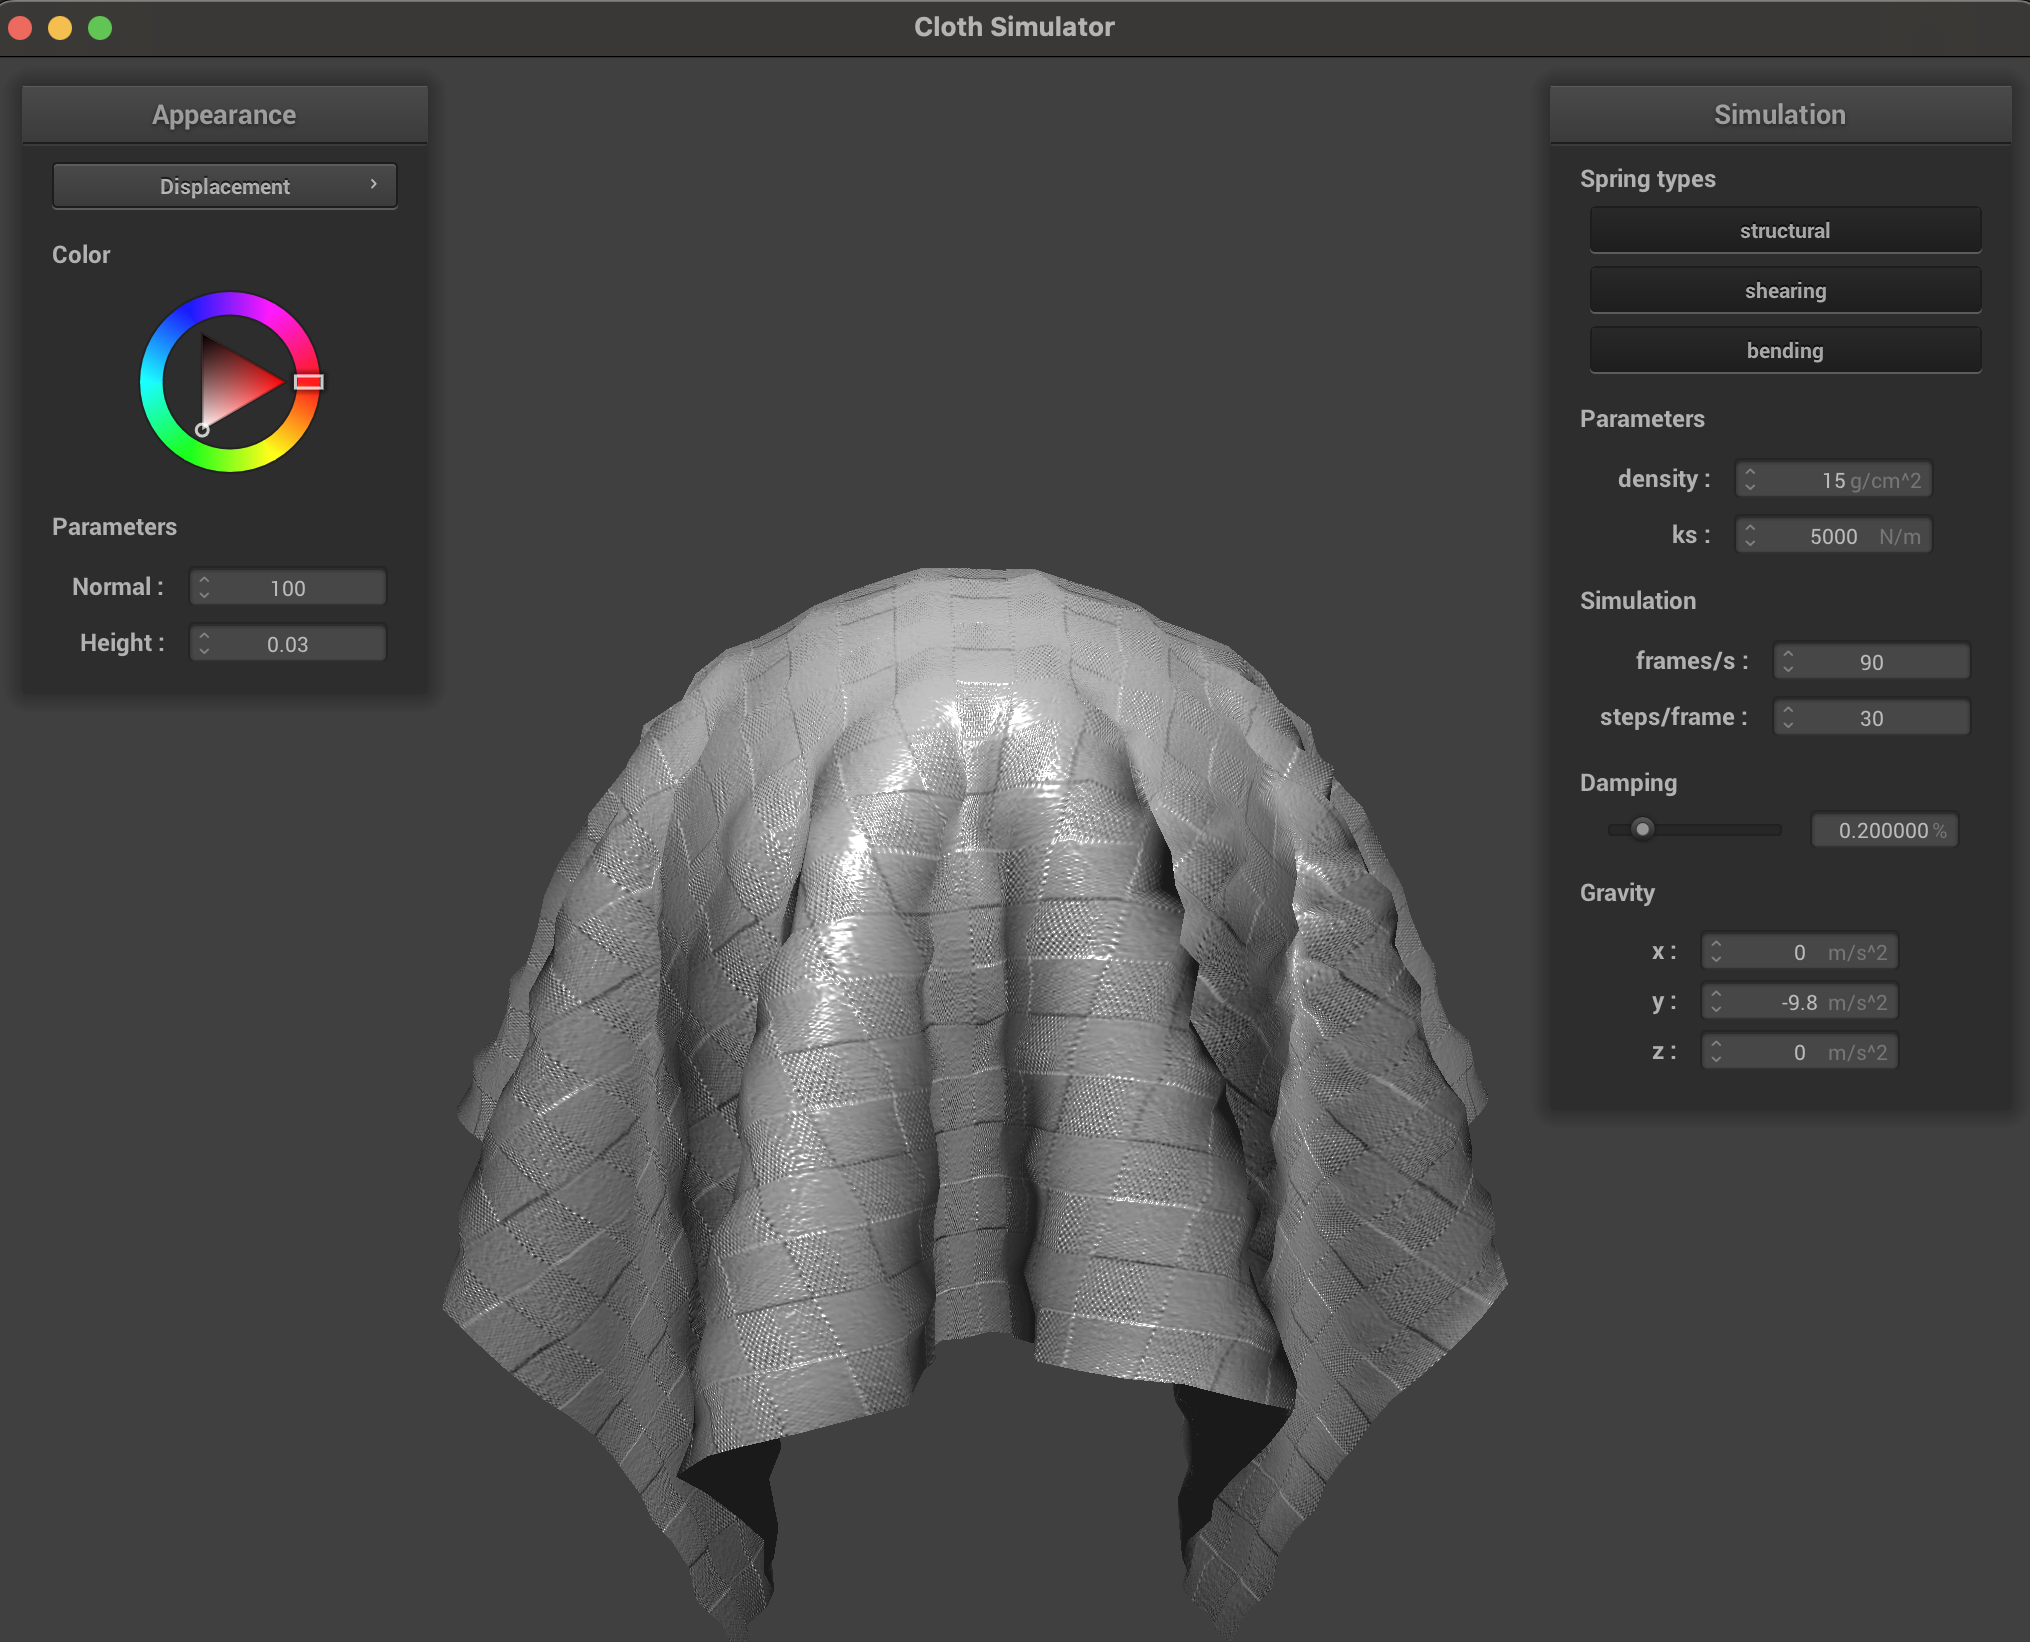 Cloth Simulator
Appearance
Displacement
Color
Parameters
Normal : 100
Height : 0.03
Simulation
Spring types
structural
shearing
bending
Parameters
density : 15 g/cm^2
ks : 5000 N/m
Simulation
frames/s : 90
steps/frame : 30
Damping
0.200000 %
Gravity
x : 0 m/s^2
y : -9.8 m/s^2
z : 0 m/s^2